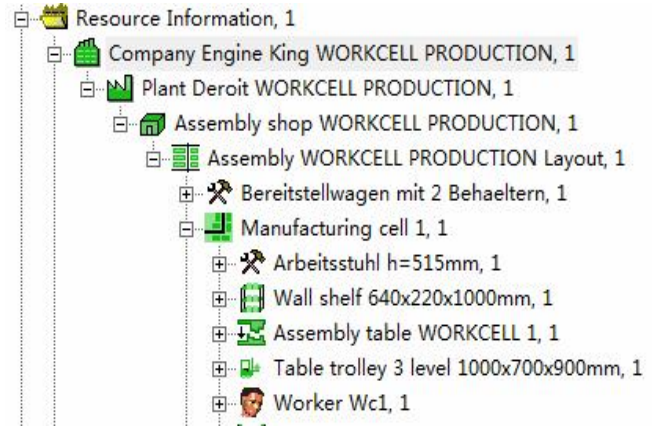 Resource Information, 1
Company Engine King WORKCELL PRODUCTION, 1
Plant Deroit WORKCELL PRODUCTION, 1
Assembly shop WORKCELL PRODUCTION, 1
Assembly WORKCELL PRODUCTION Layout, 1
Bereitstellwagen mit 2 Behaeltern, 1
Manufacturing cell 1, 1
Arbeitsstuhl h=515mm, 1
Wall shelf 640x220x1000mm, 1
Assembly table WORKCELL 1, 1
Table trolley 3 level 1000x700x900mm, 1
Worker Wc1, 1